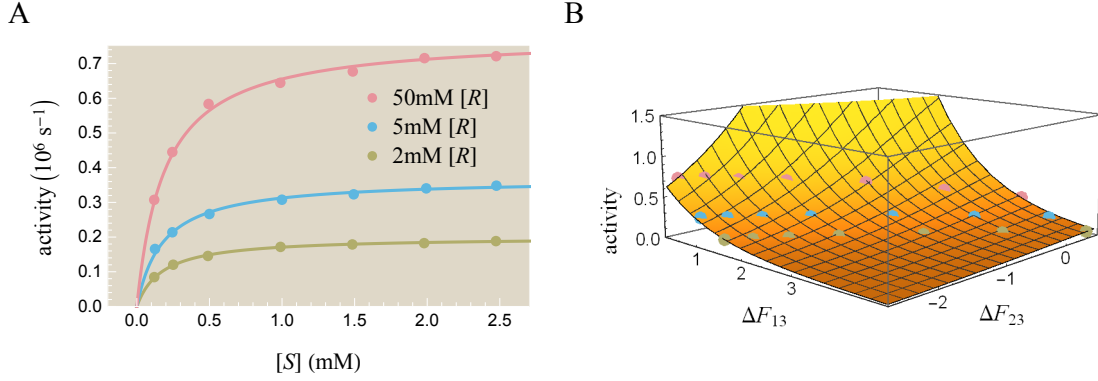 A
activity (10⁶ s⁻¹)
0.7
0.6
0.5
0.4
0.3
0.2
0.1
0.0
50mM [R]
5mM [R]
2mM [R]
0.0 0.5 1.0 1.5 2.0 2.5
[S] (mM)
B
activity
1.5
1.0
0.5
0.0
1 2 3
ΔF₁₃
−2 −1 0
ΔF₂₃